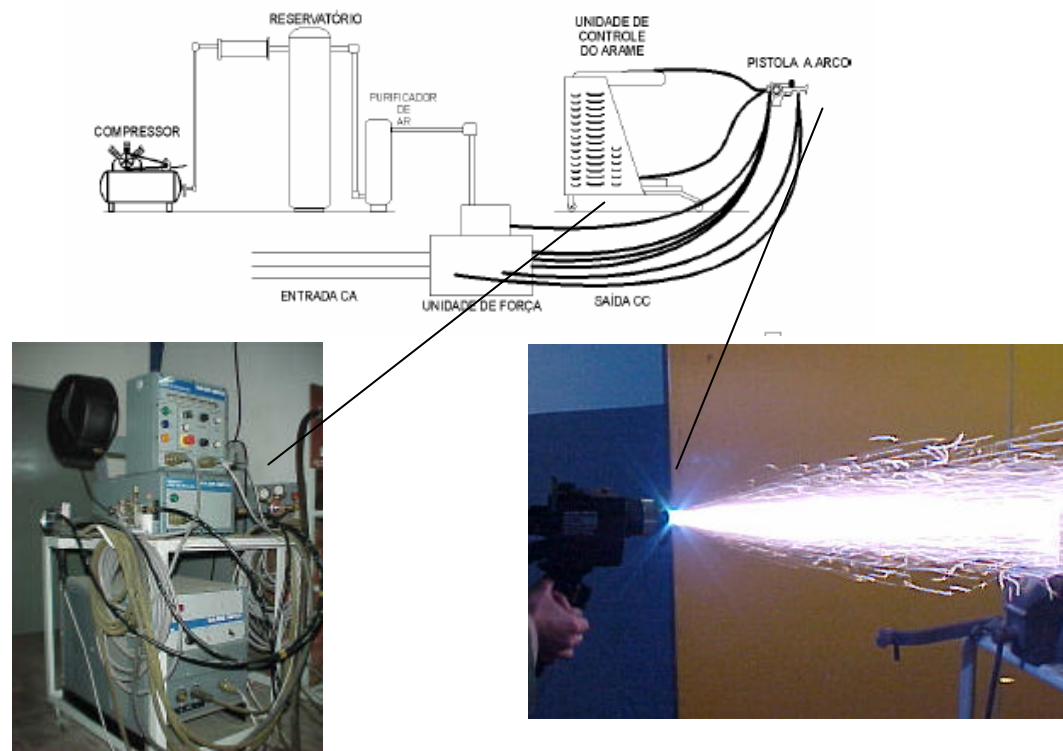 RESERVATÓRIO
UNIDADE DE
CONTROLE
DO ARAME
PISTOLA A ARCO
PURIFICADOR
DE
AR
COMPRESSOR
ENTRADA CA
UNIDADE DE FORÇA
SAÍDA CC